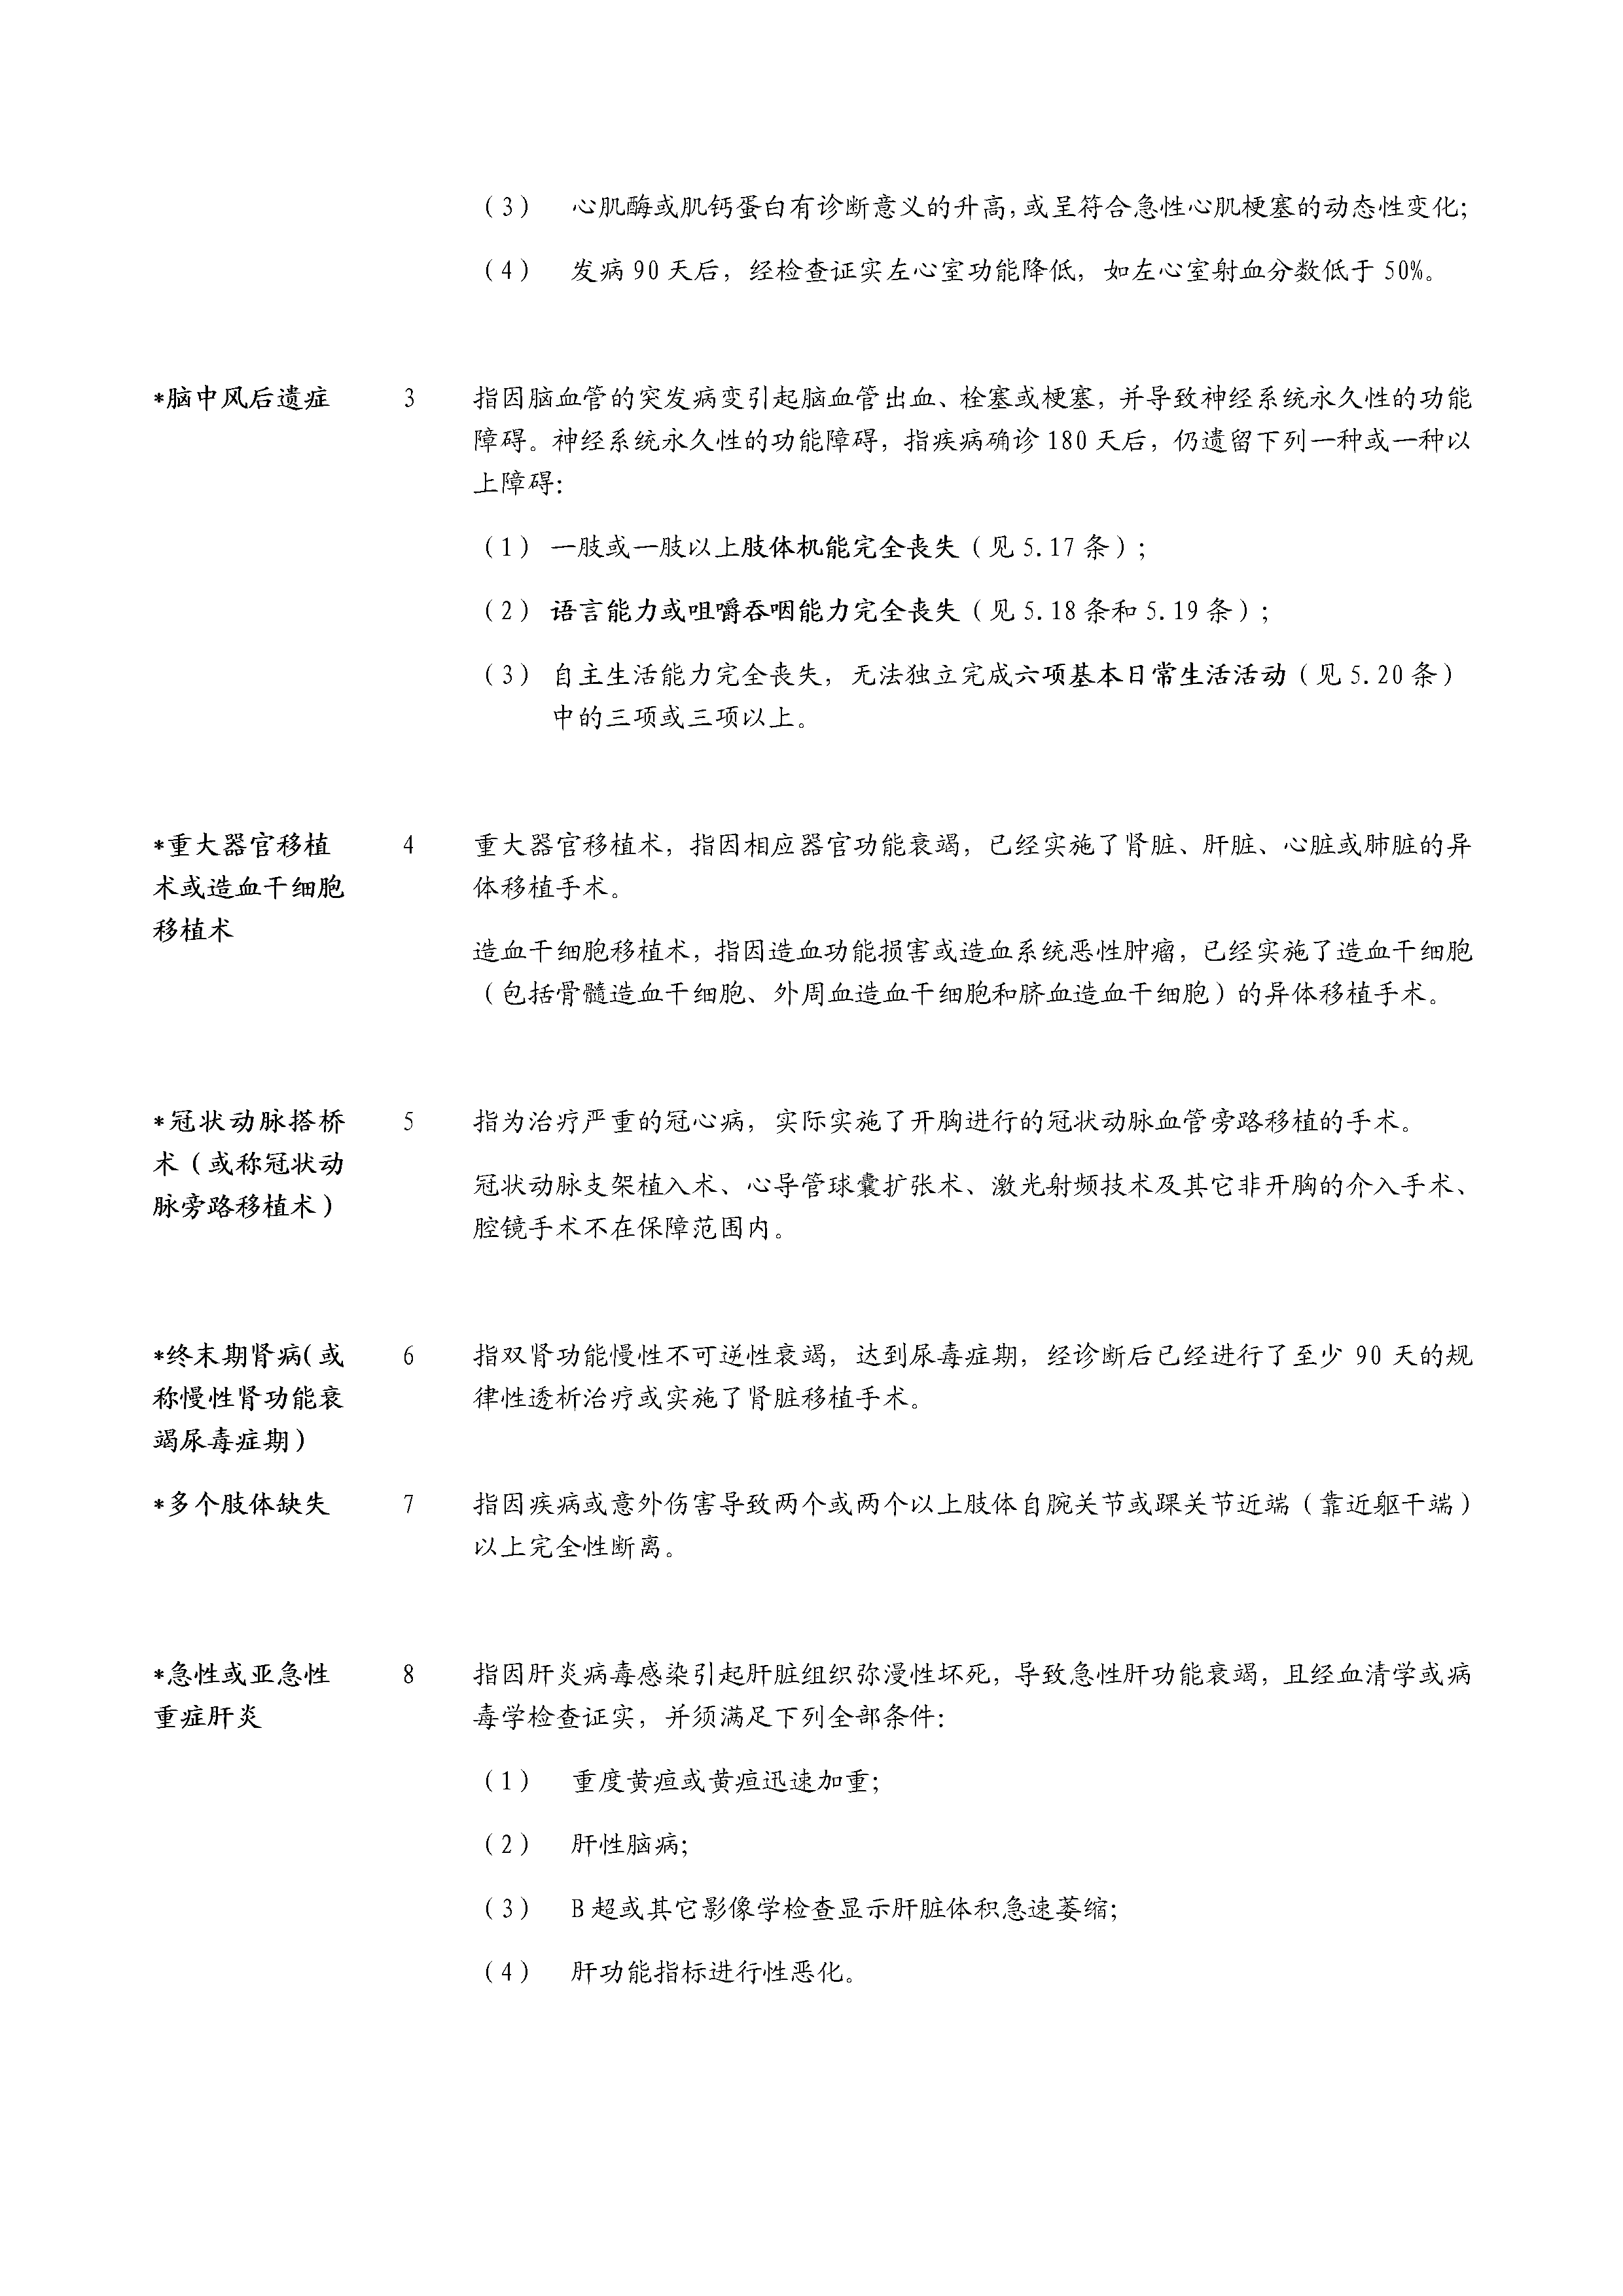 （3） 心肌酶或肌钙蛋白有诊断意义的升高,或呈符合急性心肌梗塞的动态性变化;
（4） 发病 90 天后，经检查证实左心室功能降低，如左心室射血分数低于 50%。
*脑中风后遗症 3 指因脑血管的突发病变引起脑血管出血、栓塞或梗塞，并导致神经系统永久性的功能
障碍。神经系统永久性的功能障碍，指疾病确诊 180 天后，仍遗留下列一种或一种以
上障碍：
（1） 一肢或一肢以上肢体机能完全丧失（见 5.17 条）；
（2） 语言能力或咀嚼吞咽能力完全丧失（见 5.18 条和 5.19 条）；
（3） 自主生活能力完全丧失，无法独立完成六项基本日常生活活动（见 5.20 条）
中的三项或三项以上。
*重大器官移植 4 重大器官移植术，指因相应器官功能衰竭，已经实施了肾脏、肝脏、心脏或肺脏的异
术或造血干细胞 体移植手术。
移植术
造血干细胞移植术，指因造血功能损害或造血系统恶性肿瘤，已经实施了造血干细胞
（包括骨髓造血干细胞、外周血造血干细胞和脐血造血干细胞）的异体移植手术。
*冠状动脉搭桥 5 指为治疗严重的冠心病，实际实施了开胸进行的冠状动脉血管旁路移植的手术。
术（或称冠状动
脉旁路移植术）
冠状动脉支架植入术、心导管球囊扩张术、激光射频技术及其它非开胸的介入手术、
腔镜手术不在保障范围内。
*终末期肾病(或 6 指双肾功能慢性不可逆性衰竭，达到尿毒症期，经诊断后已经进行了至少 90 天的规
称慢性肾功能衰 律性透析治疗或实施了肾脏移植手术。
竭尿毒症期)
*多个肢体缺失 7 指因疾病或意外伤害导致两个或两个以上肢体自腕关节或踝关节近端（靠近躯干端）
以上完全性断离。
*急性或亚急性 8 指因肝炎病毒感染引起肝脏组织弥漫性坏死，导致急性肝功能衰竭，且经血清学或病
重症肝炎 毒学检查证实，并须满足下列全部条件：
（1） 重度黄疸或黄疸迅速加重；
（2） 肝性脑病；
（3） B 超或其它影像学检查显示肝脏体积急速萎缩；
（4） 肝功能指标进行性恶化。